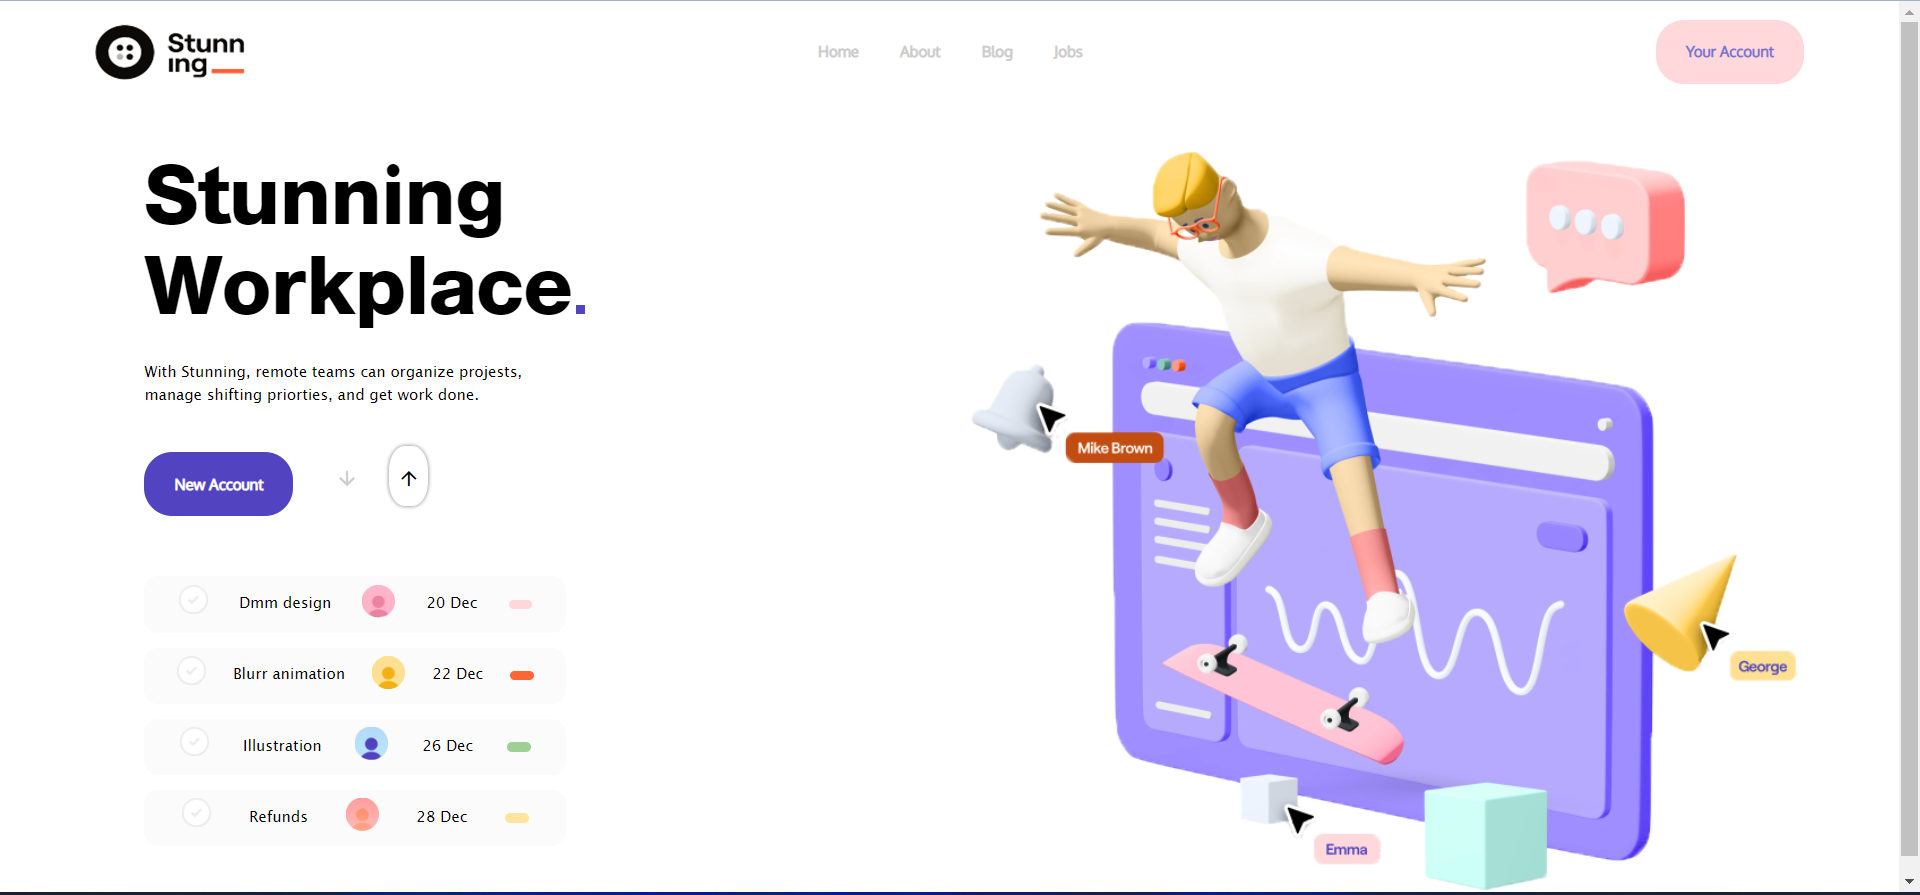 Stunn
ing
Home About Blog Jobs
Your Account
Stunning
Workplace.
With Stunning, remote teams can organize projests,
manage shifting priorties, and get work done.
New Account
Dmm design 20 Dec
Blurr animation 22 Dec
Illustration 26 Dec
Refunds 28 Dec
Mike Brown
George
Emma